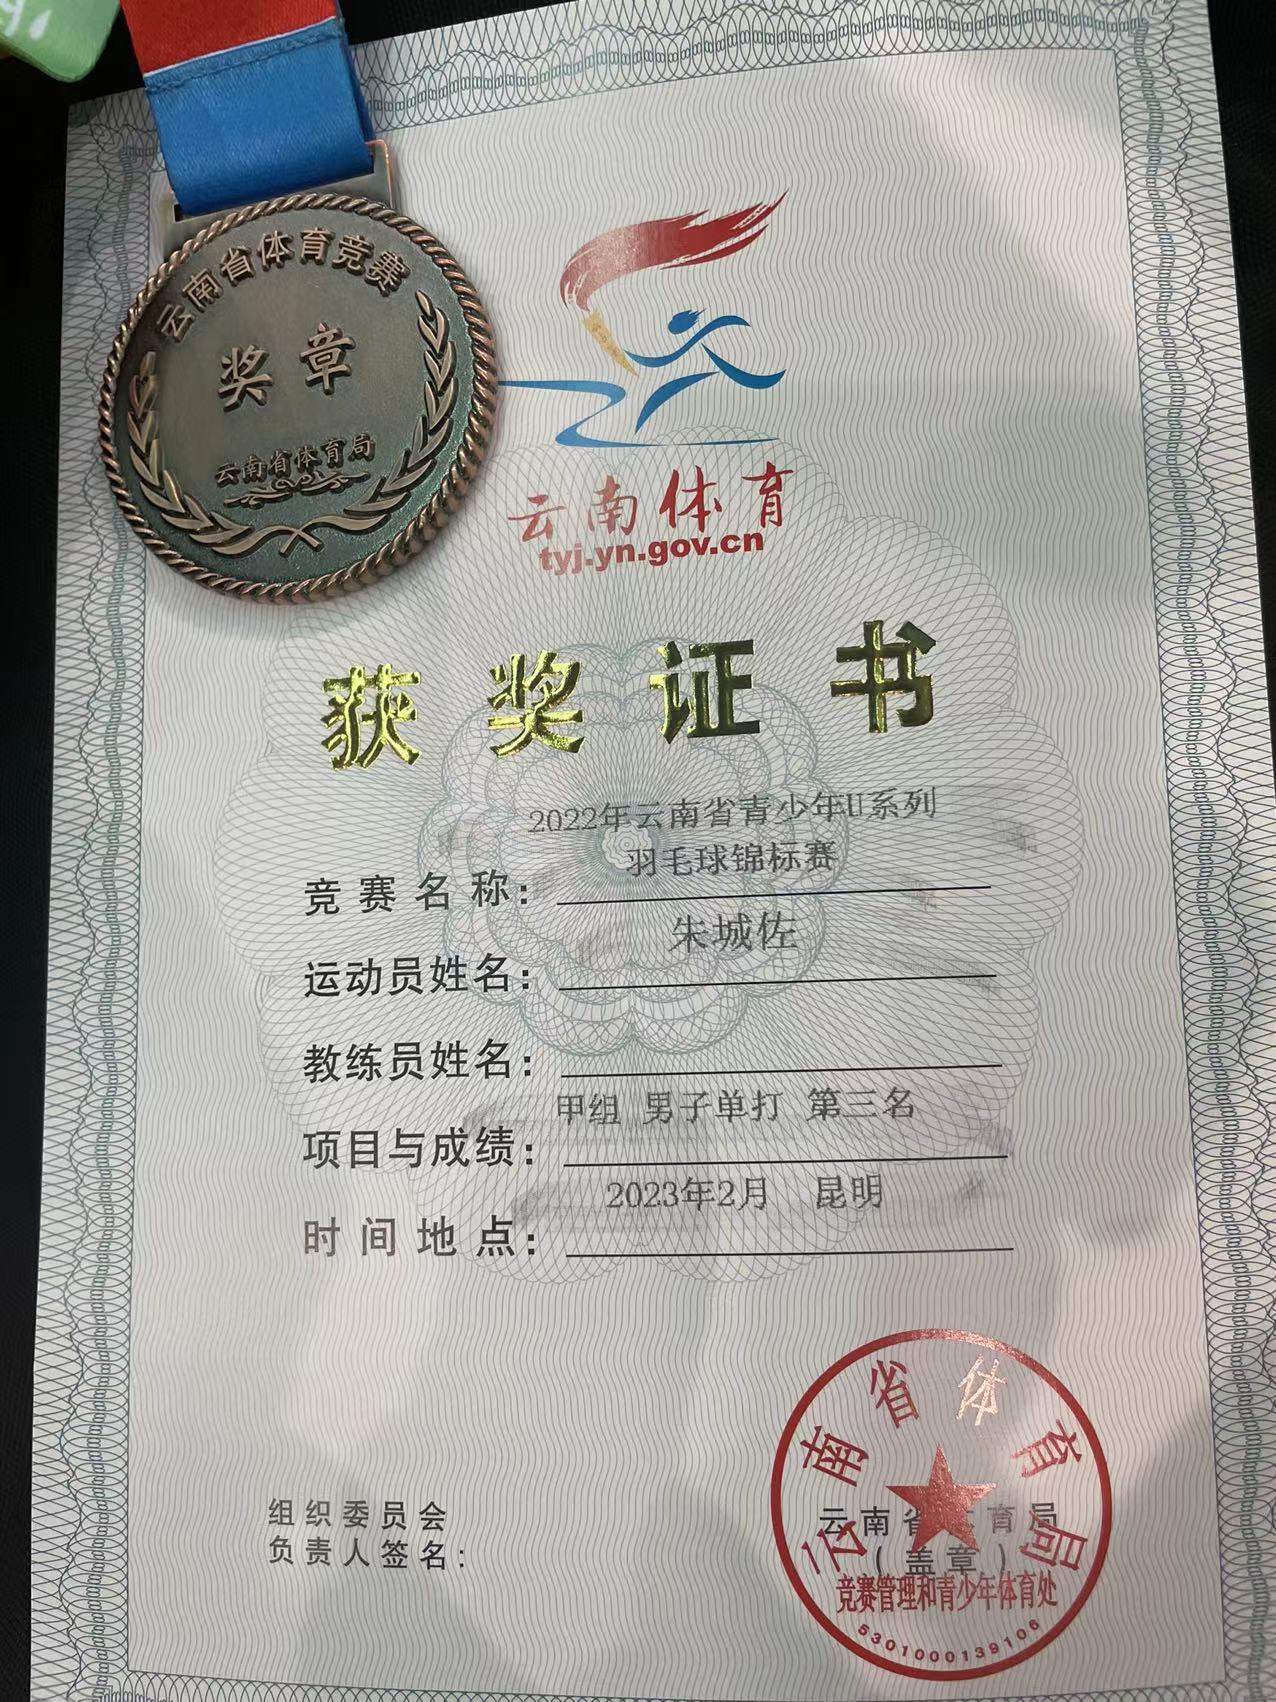 云南省体育竞赛
奖章
云南省体育局
云南体育
tyj.yn.gov.cn
获奖证书
2022年云南省青少年U系列
羽毛球锦标赛
竞赛名称：
朱城佐
运动员姓名：
教练员姓名：
甲组 男子单打 第三名
项目与成绩：
2023年2月 昆明
时间地点：
组织委员会
负责人签名：
云南省体育局
（盖章）
云南省体育局
竞赛管理和青少年体育处
5301000139106